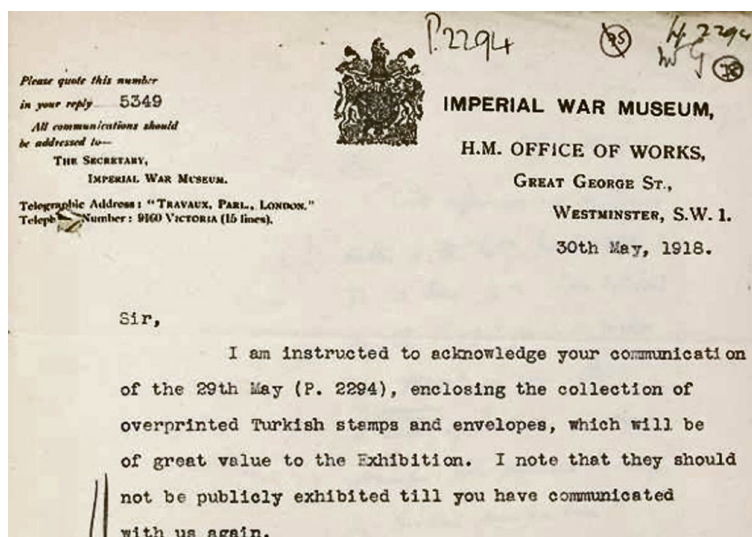 P.2294
95
Please quote this number
in your reply 5349
All communications should
be addressed to—
THE SECRETARY,
IMPERIAL WAR MUSEUM.
Telegraphic Address: "TRAVAUX, PARL., LONDON."
Number: 9160 VICTORIA (15 lines).
IMPERIAL WAR MUSEUM,
H.M. OFFICE OF WORKS,
GREAT GEORGE ST.,
WESTMINSTER, S.W. 1.
30th May, 1918.
Sir,
I am instructed to acknowledge your communication
of the 29th May (P. 2294), enclosing the collection of
overprinted Turkish stamps and envelopes, which will be
of great value to the Exhibition. I note that they should
not be publicly exhibited till you have communicated
with us again.